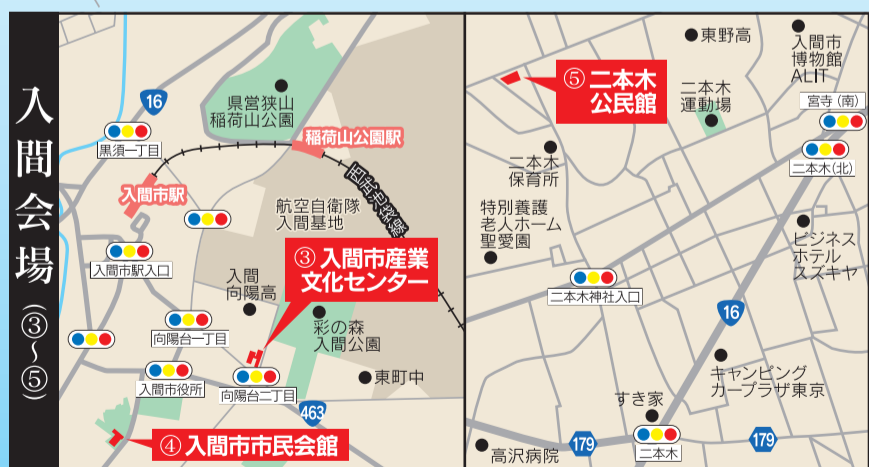 入間会場(③〜⑤)
16
県営狭山
稲荷山公園
黒須一丁目
稲荷山公園駅
入間市駅
西武池袋線
航空自衛隊
入間基地
入間市駅入口
入間
向陽高
③ 入間市産業
文化センター
向陽台一丁目
彩の森
入間公園
入間市役所
向陽台二丁目
東町中
463
④ 入間市市民会館
東野高
入間市
博物館
ALIT
⑤ 二本木
公民館
二本木
運動場
宮寺(南)
二本木(北)
二本木
保育所
特別養護
老人ホーム
聖愛園
ビジネス
ホテル
スズキヤ
二本木神社入口
16
キャンピング
カープラザ東京
すき家
高沢病院
179
二本木
179